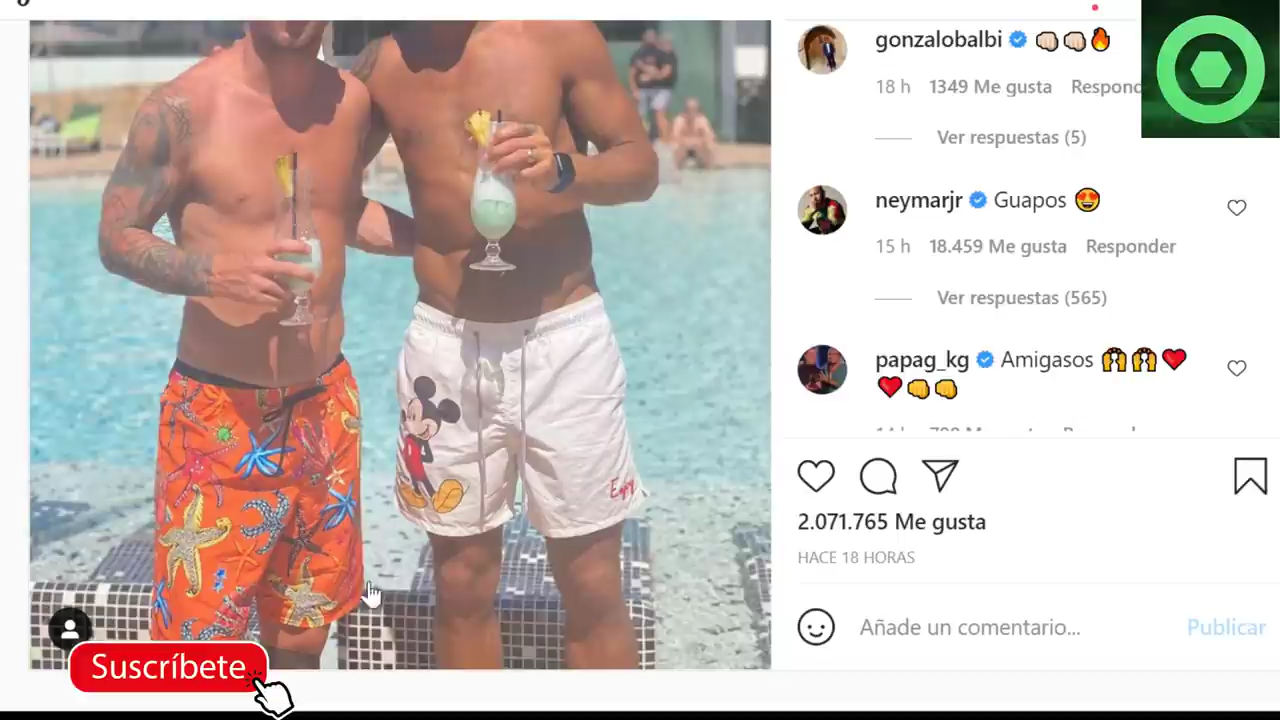 gonzalobalbi
18 h 1349 Me gusta
Ver respuestas (5)
neymarjr Guapos 😍
15 h 18.459 Me gusta Responder
Ver respuestas (565)
papag_kg Amigasos 🙌🙌❤️
❤️👊👊
2.071.765 Me gusta
HACE 18 HORAS
Añade un comentario... Publicar
Suscríbete